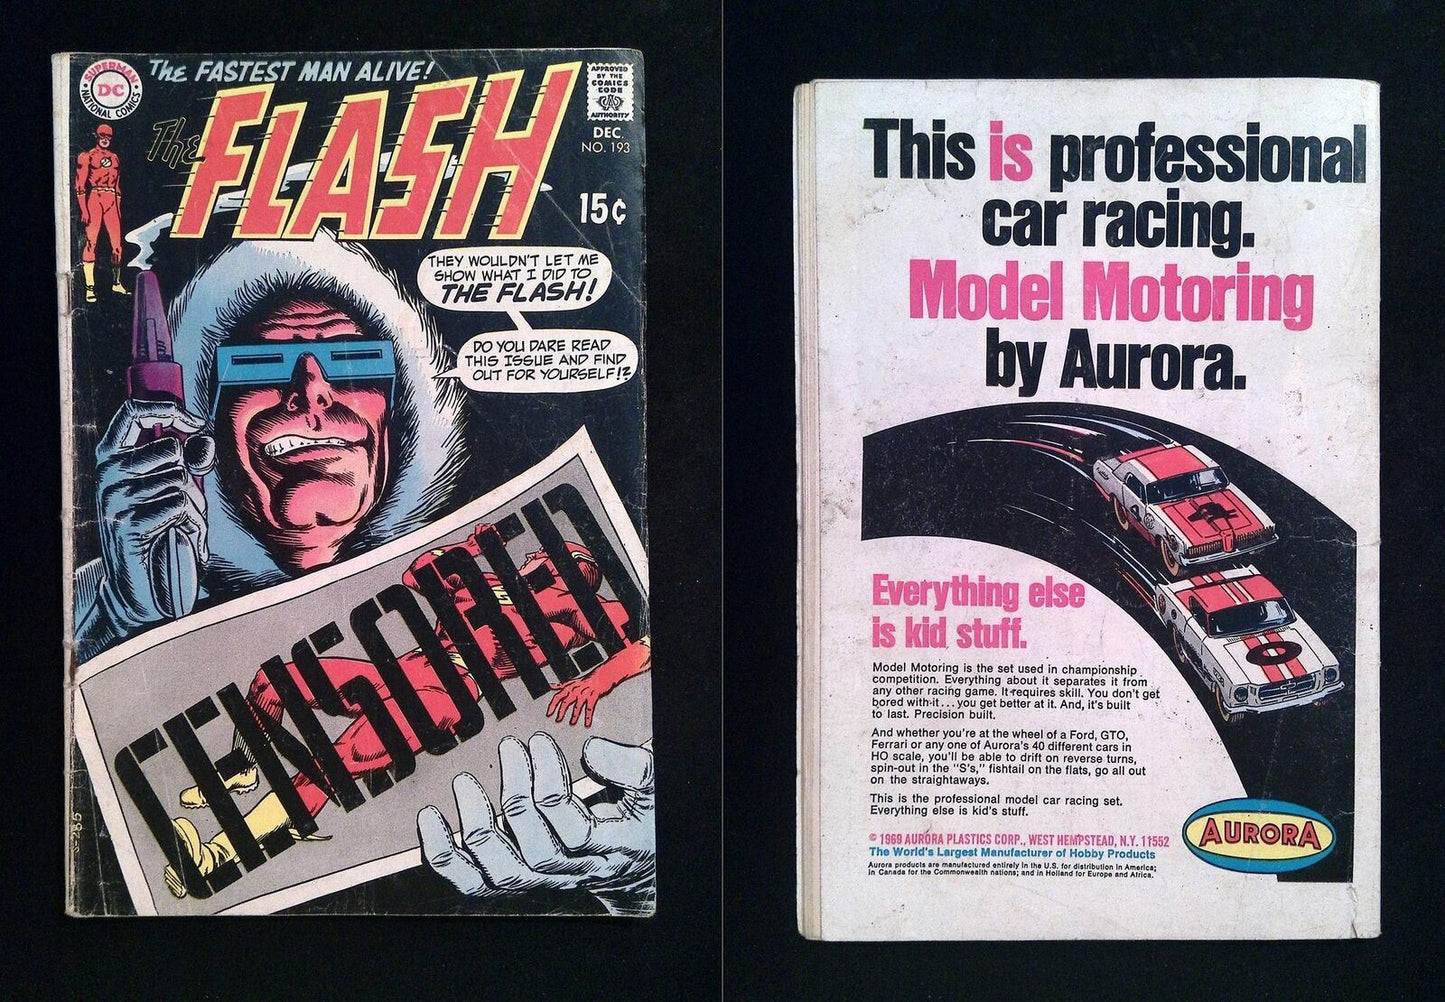 SUPERMAN
DC
NATIONAL COMICS
The FASTEST MAN ALIVE!
The FLASH
APPROVED
BY THE
COMICS
CODE
AUTHORITY
DEC.
NO. 193
15¢
THEY WOULDN'T LET ME
SHOW WHAT I DID TO
THE FLASH!
DO YOU DARE READ
THIS ISSUE AND FIND
OUT FOR YOURSELF!?
CENSORED
This is professional
car racing.
Model Motoring
by Aurora.
4
0
Everything else
is kid stuff.
Model Motoring is the set used in championship
competition. Everything about it separates it from
any other racing game. It requires skill. You don't get
bored with it...you get better at it. And, it's built
to last. Precision built.
And whether you're at the wheel of a Ford, GTO,
Ferrari or any one of Aurora's 40 different cars in
HO scale, you'll be able to drift on reverse turns,
spin-out in the "S's," fishtail on the flats, go all out
on the straightaways.
This is the professional model car racing set.
Everything else is kid's stuff.
© 1969 AURORA PLASTICS CORP., WEST HEMPSTEAD, N.Y. 11552
The World's Largest Manufacturer of Hobby Products
Aurora products are manufactured entirely in the U.S. for distribution in America;
in Canada for the Commonwealth nations; and in Holland for Europe and Africa.
AURORA